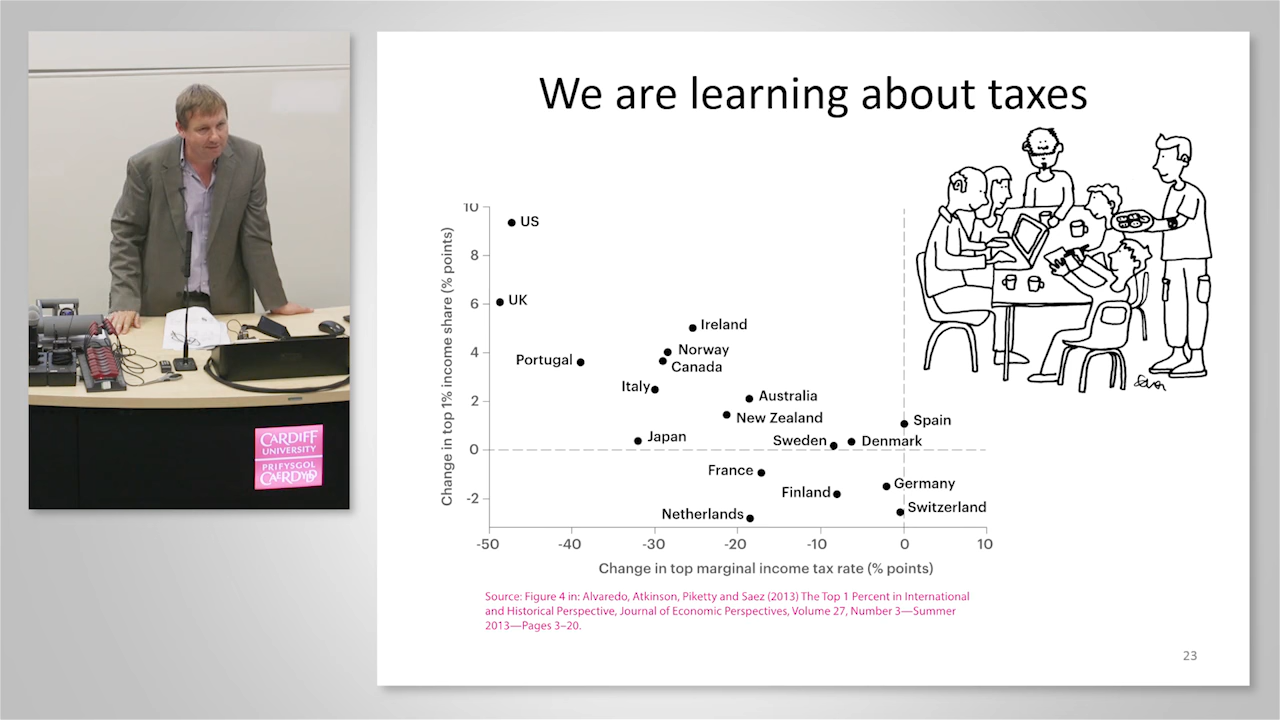 We are learning about taxes
10
US
8
Change in top 1% income share (% points)
6
UK
Ireland
4
Norway
Portugal
Canada
Italy
2
Australia
New Zealand
Spain
Japan
Sweden
Denmark
0
France
Germany
Finland
-2
Switzerland
Netherlands
-50 -40 -30 -20 -10 0 10
Change in top marginal income tax rate (% points)
Source: Figure 4 in: Alvaredo, Atkinson, Piketty and Saez (2013) The Top 1 Percent in International
and Historical Perspective, Journal of Economic Perspectives, Volume 27, Number 3—Summer
2013—Pages 3–20.
23
CARDIFF
UNIVERSITY
PRIFYSGOL
CAERDYDD